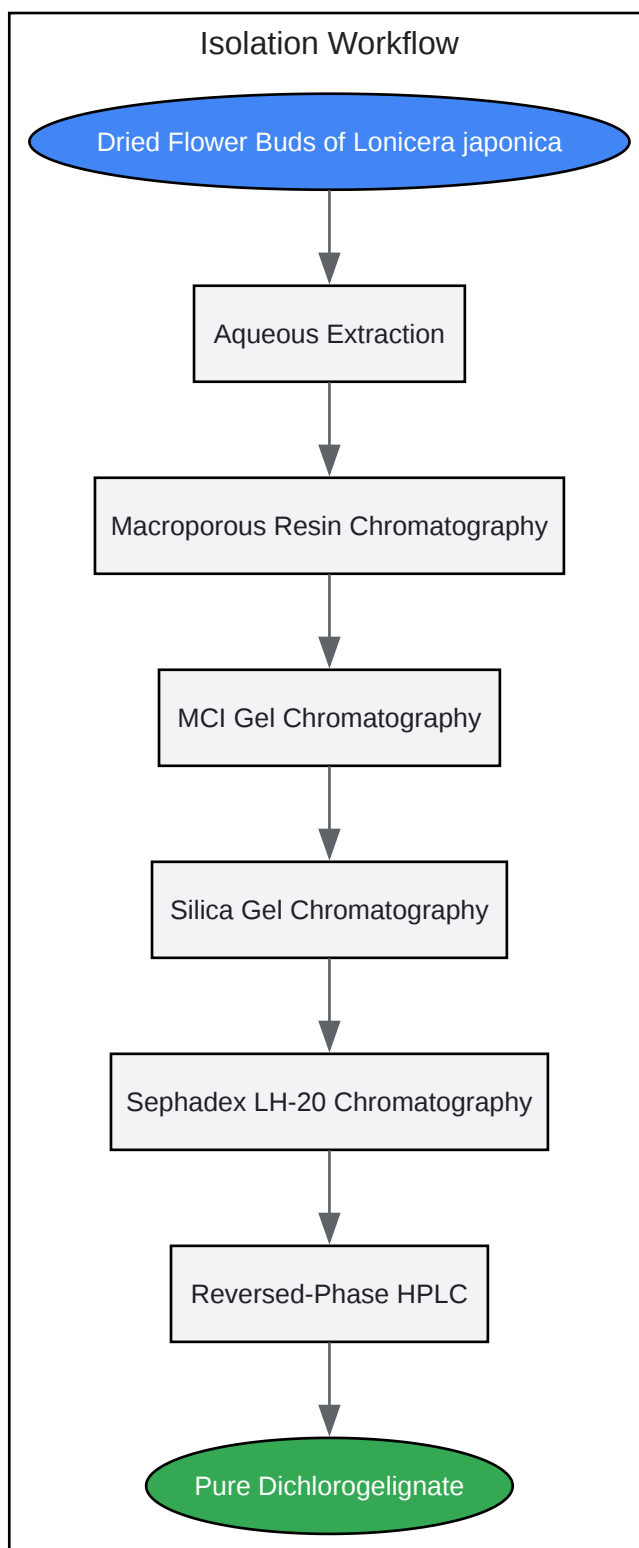 Isolation Workflow
Dried Flower Buds of Lonicera japonica
Aqueous Extraction
Macroporous Resin Chromatography
MCI Gel Chromatography
Silica Gel Chromatography
Sephadex LH-20 Chromatography
Reversed-Phase HPLC
Pure Dichlorogelignate